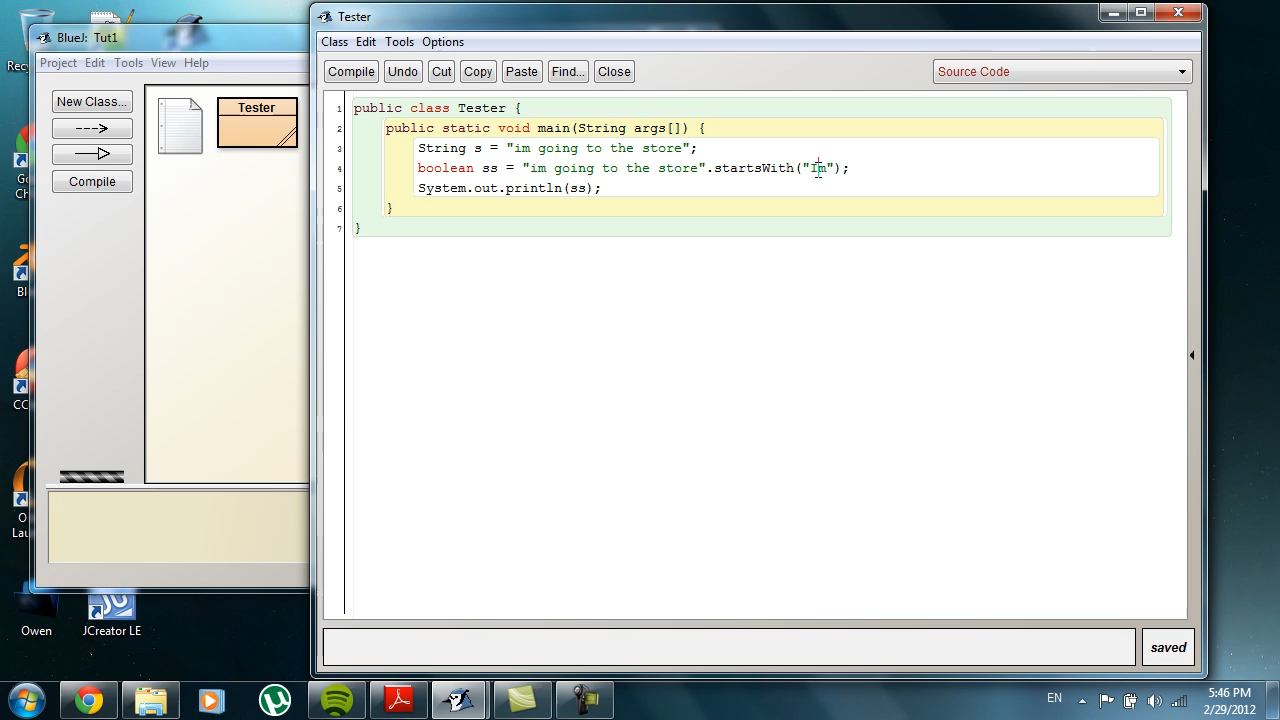 Tester
BlueJ: Tut1
Class Edit Tools Options
Project Edit Tools View Help
Compile Undo Cut Copy Paste Find... Close
Source Code
New Class...
Tester
Compile
1 public class Tester {
2 public static void main(String args[]) {
3 String s = "im going to the store";
4 boolean ss = "im going to the store".startsWith("Im");
5 System.out.println(ss);
6 }
7 }
Owen
JCreator LE
saved
EN
5:46 PM
2/29/2012